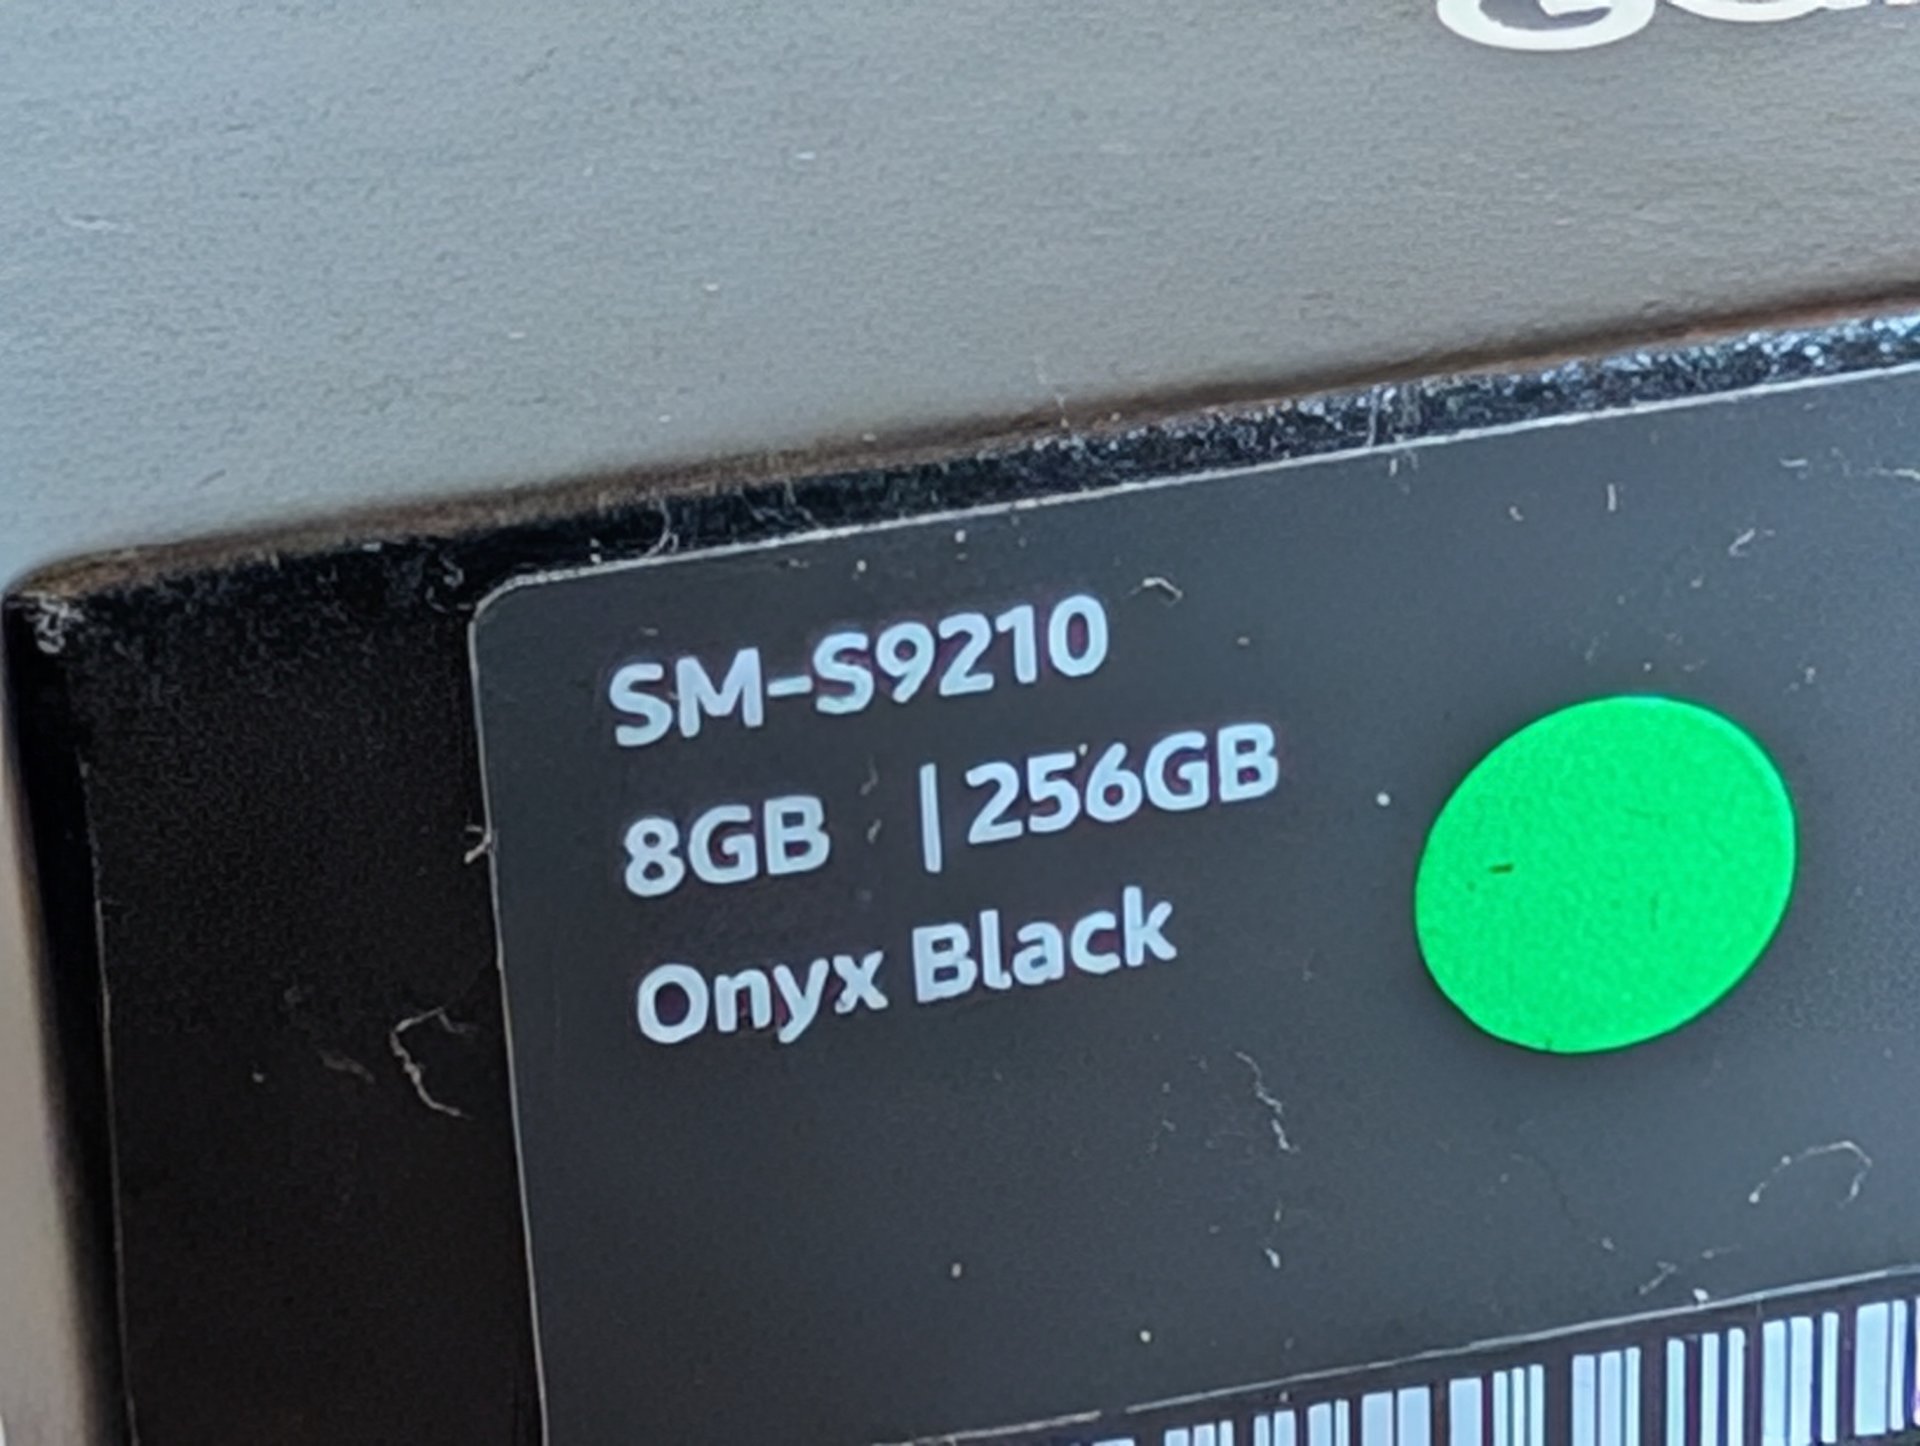 SM-S9210
8GB | 256GB
Onyx Black